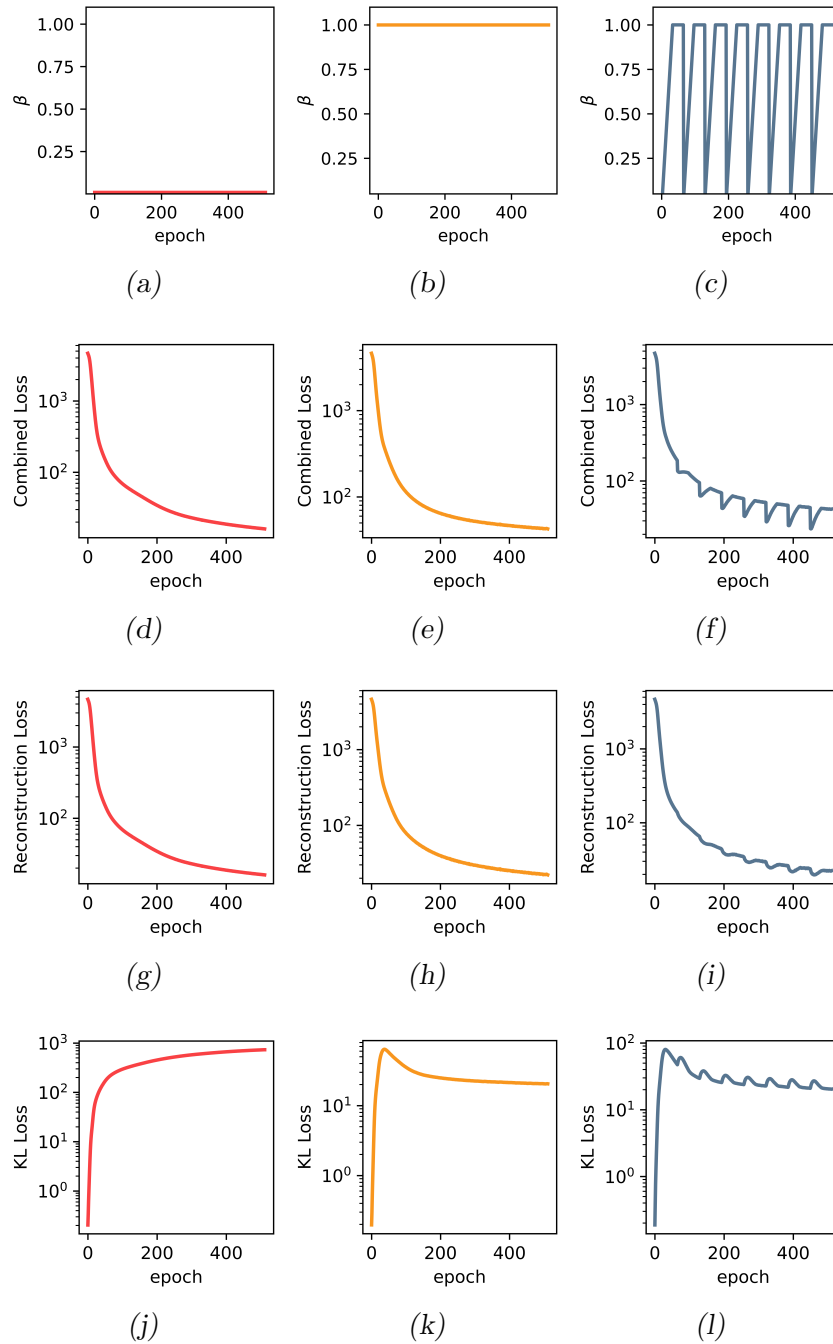 1.00
0.75
0.50
0.25
β
0
200
400
epoch
(a)
1.00
0.75
0.50
0.25
β
0
200
400
epoch
(b)
1.00
0.75
0.50
0.25
β
0
200
400
epoch
(c)
10³
10²
Combined Loss
0
200
400
epoch
(d)
10³
10²
Combined Loss
0
200
400
epoch
(e)
10³
10²
Combined Loss
0
200
400
epoch
(f)
10³
10²
Reconstruction Loss
0
200
400
epoch
(g)
10³
10²
Reconstruction Loss
0
200
400
epoch
(h)
10³
10²
Reconstruction Loss
0
200
400
epoch
(i)
10³
10²
10¹
10⁰
KL Loss
0
200
400
epoch
(j)
10¹
10⁰
KL Loss
0
200
400
epoch
(k)
10²
10¹
10⁰
KL Loss
0
200
400
epoch
(l)